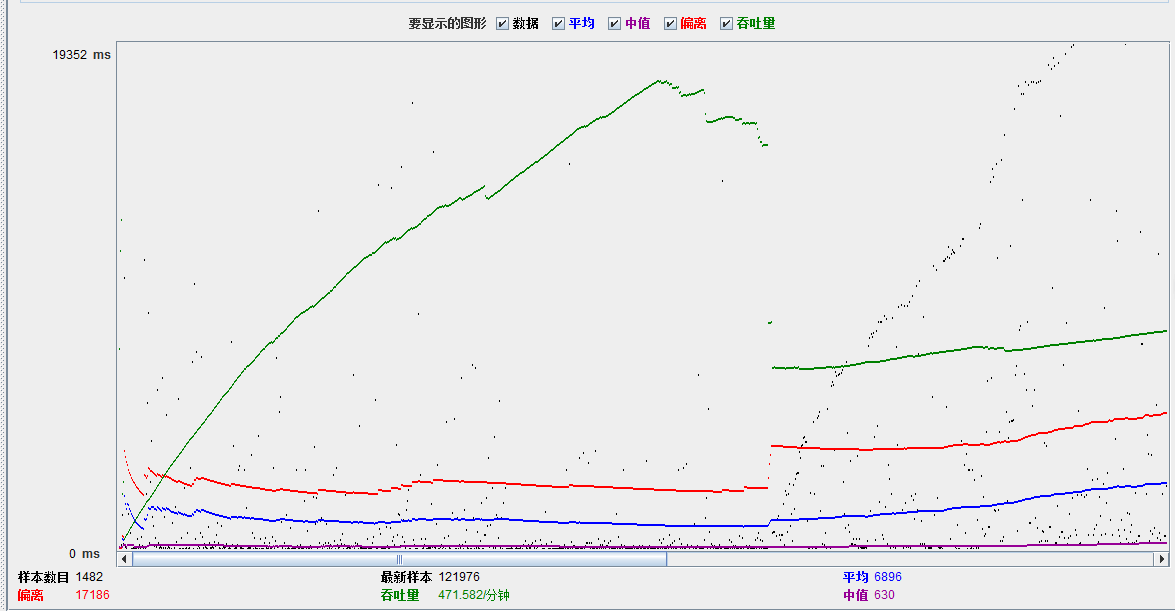 要显示的图形 数据 平均 中值 偏离 吞吐量
19352 ms
0 ms
样本数目 1482 最新样本 121976 平均 6896
偏离 17186 吞吐量 471.582/分钟 中值 630